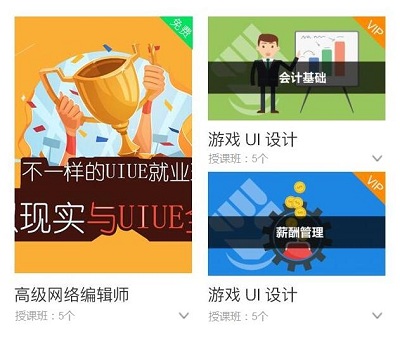 免费
不一样的UIUE就业班
现实与UIUE
高级网络编辑师
授课班：5个
VIP
会计基础
游戏 UI 设计
授课班：5个
VIP
薪酬管理
游戏 UI 设计
授课班：5个